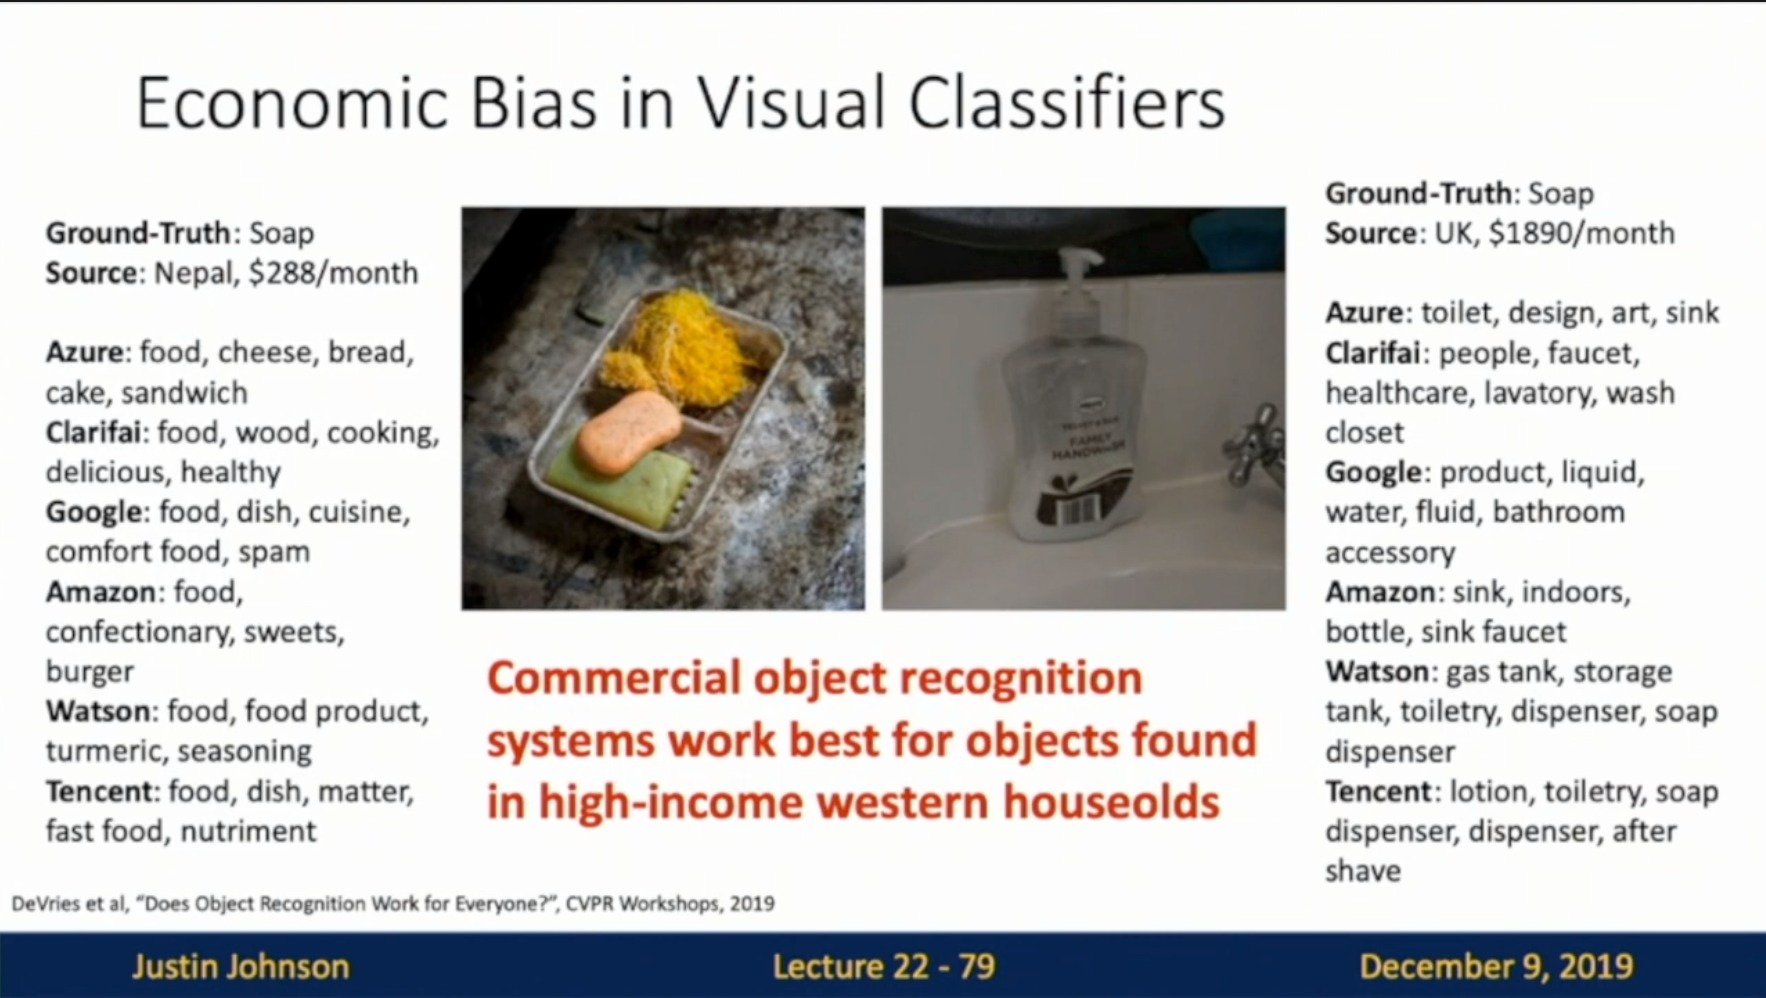 Economic Bias in Visual Classifiers
Ground-Truth: Soap
Source: Nepal, $288/month
Azure: food, cheese, bread,
cake, sandwich
Clarifai: food, wood, cooking,
delicious, healthy
Google: food, dish, cuisine,
comfort food, spam
Amazon: food,
confectionary, sweets,
burger
Watson: food, food product,
turmeric, seasoning
Tencent: food, dish, matter,
fast food, nutriment
FAMILY
HANDWASH
Commercial object recognition
systems work best for objects found
in high-income western houseolds
Ground-Truth: Soap
Source: UK, $1890/month
Azure: toilet, design, art, sink
Clarifai: people, faucet,
healthcare, lavatory, wash
closet
Google: product, liquid,
water, fluid, bathroom
accessory
Amazon: sink, indoors,
bottle, sink faucet
Watson: gas tank, storage
tank, toiletry, dispenser, soap
dispenser
Tencent: lotion, toiletry, soap
dispenser, dispenser, after
shave
DeVries et al, “Does Object Recognition Work for Everyone?”, CVPR Workshops, 2019
Justin Johnson
Lecture 22 - 79
December 9, 2019